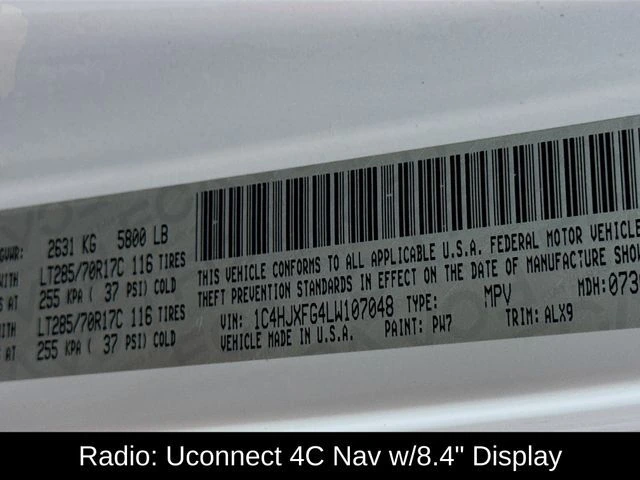 GVWR: 2631 KG 5800 LB
WITH LT285/70R17C 116 TIRES
S AT 255 KPA ( 37 PSI) COLD
WITH LT285/70R17C 116 TIRES
S AT 255 KPA ( 37 PSI) COLD
THIS VEHICLE CONFORMS TO ALL APPLICABLE U.S.A. FEDERAL MOTOR VEHICLE
THEFT PREVENTION STANDARDS IN EFFECT ON THE DATE OF MANUFACTURE SHOW
VIN: 1C4HJXFG4LW107048 TYPE: MPV MDH: 073
VEHICLE MADE IN U.S.A. PAINT: PW7 TRIM: ALX9
Radio: Uconnect 4C Nav w/8.4" Display